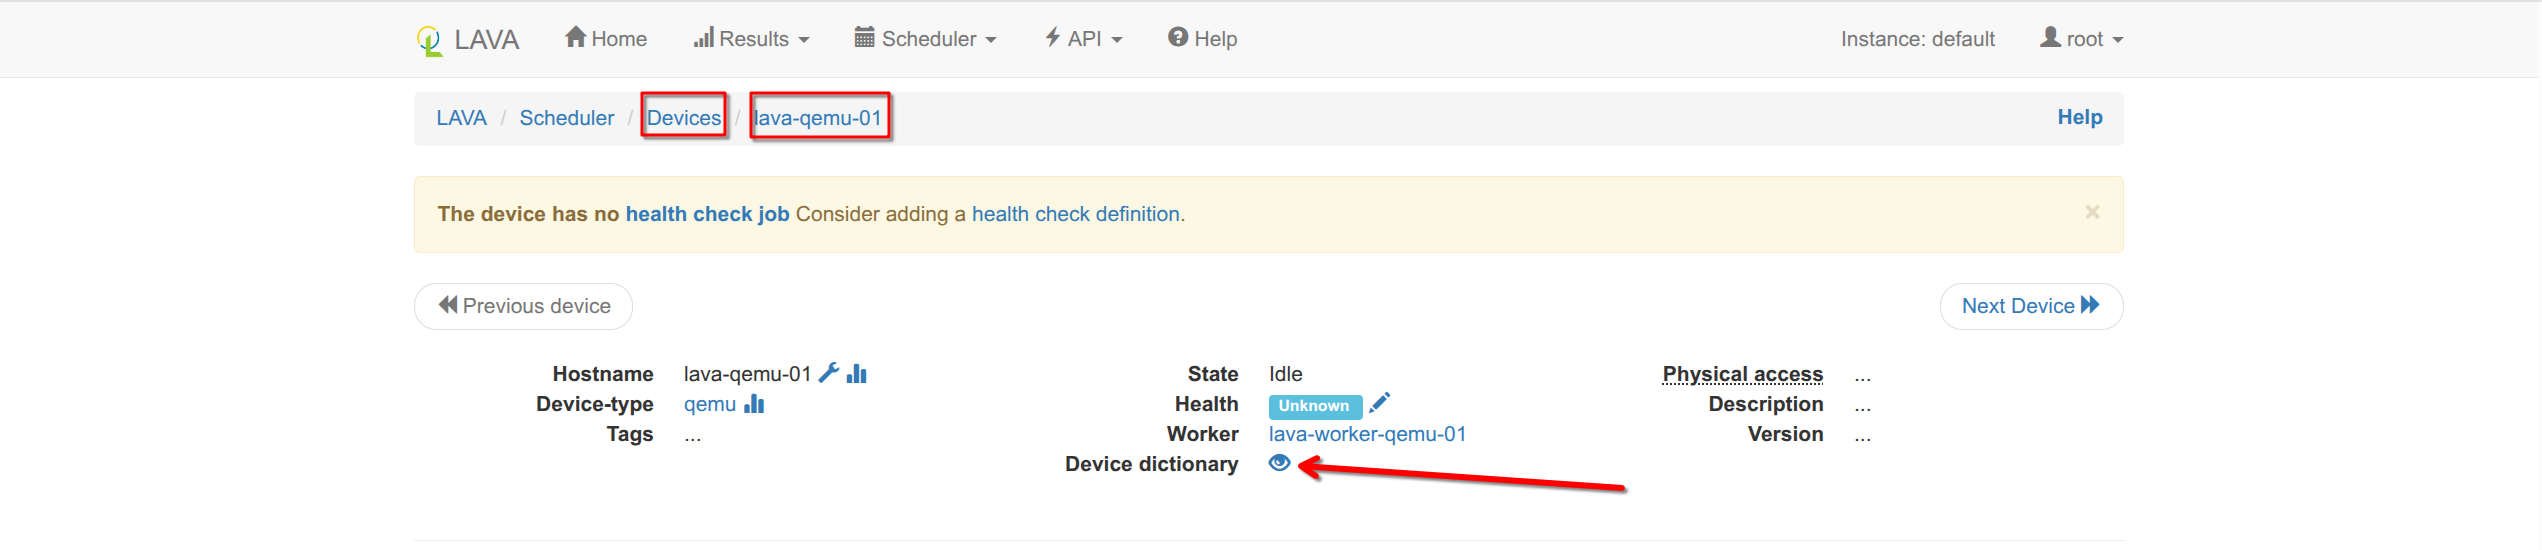 LAVA Home Results Scheduler API Help Instance: default root
LAVA / Scheduler / Devices / lava-qemu-01 Help
The device has no health check job Consider adding a health check definition. ×
Previous device Next Device
Hostname lava-qemu-01 State Idle Physical access ...
Device-type qemu Health Unknown Description ...
Tags ... Worker lava-worker-qemu-01 Version ...
Device dictionary